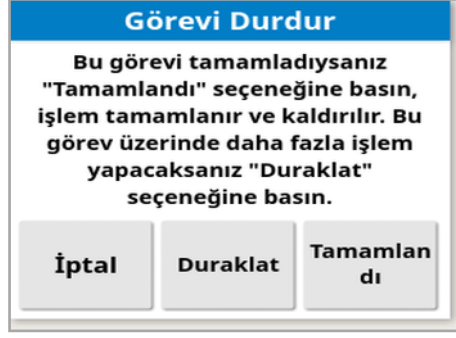 Görevi Durdur
Bu görevi tamamladıysanız
"Tamamlandı" seçeneğine basın,
işlem tamamlanır ve kaldırılır. Bu
görev üzerinde daha fazla işlem
yapacaksanız "Duraklat"
seçeneğine basın.
İptal
Duraklat
Tamamlan
dı